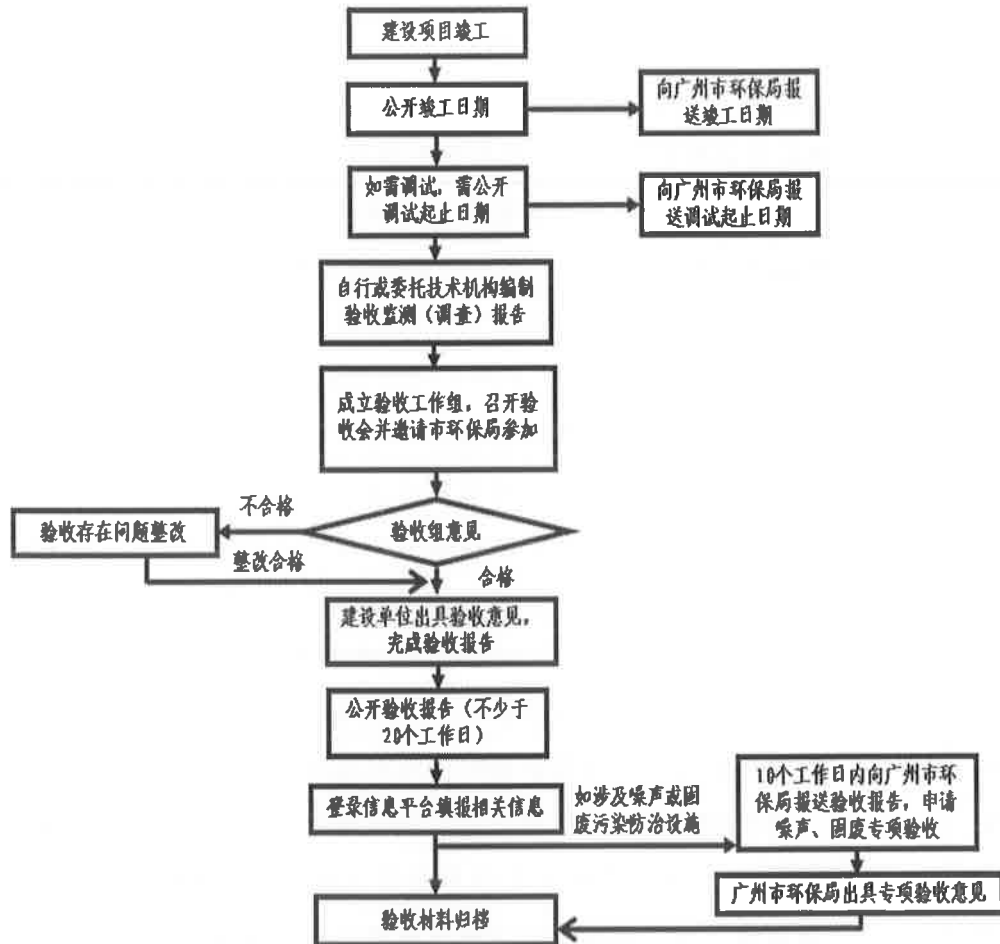 建设项目竣工
公开竣工日期
向广州市环保局报
送竣工日期
如需调试，需公开
调试起止日期
向广州市环保局报
送调试起止日期
自行或委托技术机构编制
验收监测（调查）报告
成立验收工作组，召开验
收会并邀请市环保局参加
不合格
验收存在问题整改
验收组意见
整改合格
合格
建设单位出具验收意见，
完成验收报告
公开验收报告（不少于
20个工作日）
登录信息平台填报相关信息
如涉及噪声或固
废污染防治设施
10个工作日内向广州市环
保局报送验收报告，申请
噪声、固废专项验收
广州市环保局出具专项验收意见
验收材料归档